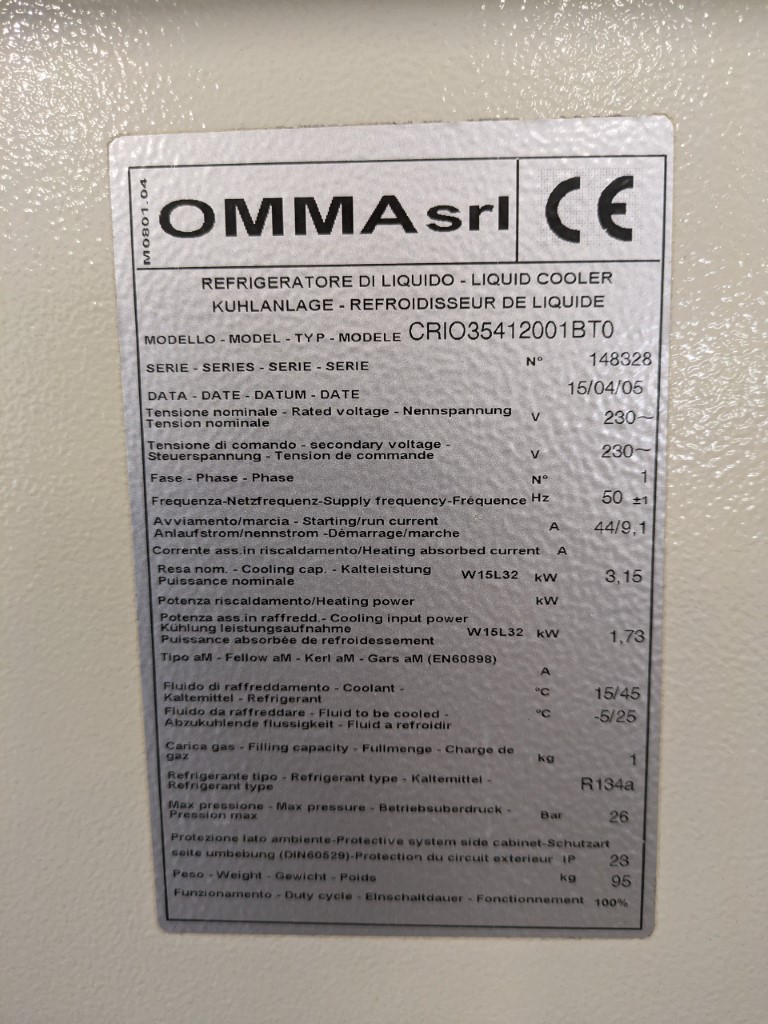 M0801.04
OMMA srl CE
REFRIGERATORE DI LIQUIDO - LIQUID COOLER
KUHLANLAGE - REFROIDISSEUR DE LIQUIDE
MODELLO - MODEL - TYP - MODELE CRIO35412001BT0
SERIE - SERIES - SERIE - SERIE N° 148328
DATA - DATE - DATUM - DATE 15/04/05
Tensione nominale - Rated voltage - Nennspannung
Tension nominale V 230~
Tensione di comando - secondary voltage -
Steuerspannung - Tension de commande V 230~
Fase - Phase - Phase N° 1
Frequenza-Netzfrequenz-Supply frequency-Fréquence Hz 50 ±1
Avviamento/marcia - Starting/run current
Anlaufstrom/nennstrom -Démarrage/marche A 44/9,1
Corrente ass.in riscaldamento/Heating absorbed current A
Resa nom. - Cooling cap. - Kalteleistung
Puissance nominale W15L32 kW 3,15
Potenza riscaldamento/Heating power kW
Potenza ass.in raffredd.- Cooling input power
Kühlung leistungsaufnahme
Puissance absorbée de refroidessement W15L32 kW 1,73
Tipo aM - Fellow aM - Kerl aM - Gars aM (EN60898)
A
Fluido di raffreddamento - Coolant -
Kaltemittel - Refrigerant °C 15/45
Fluido da raffreddare - Fluid to be cooled -
Abzukuhlende flussigkeit - Fluid a refroidir °C -5/25
Carica gas - Filling capacity - Fullmenge - Charge de
gaz kg 1
Refrigerante tipo - Refrigerant type - Kaltemittel -
Refrigerant type R134a
Max pressione - Max pressure - Betriebsuberdruck -
Pression max Bar 26
Protezione lato ambiente-Protective system side cabinet-Schutzart
seite umbebung (DIN60529)-Protection du circuit exterieur IP 23
Peso - Weight - Gewicht - Poids kg 95
Funzionamento - Duty cycle - Einschaltdauer - Fonctionnement 100%